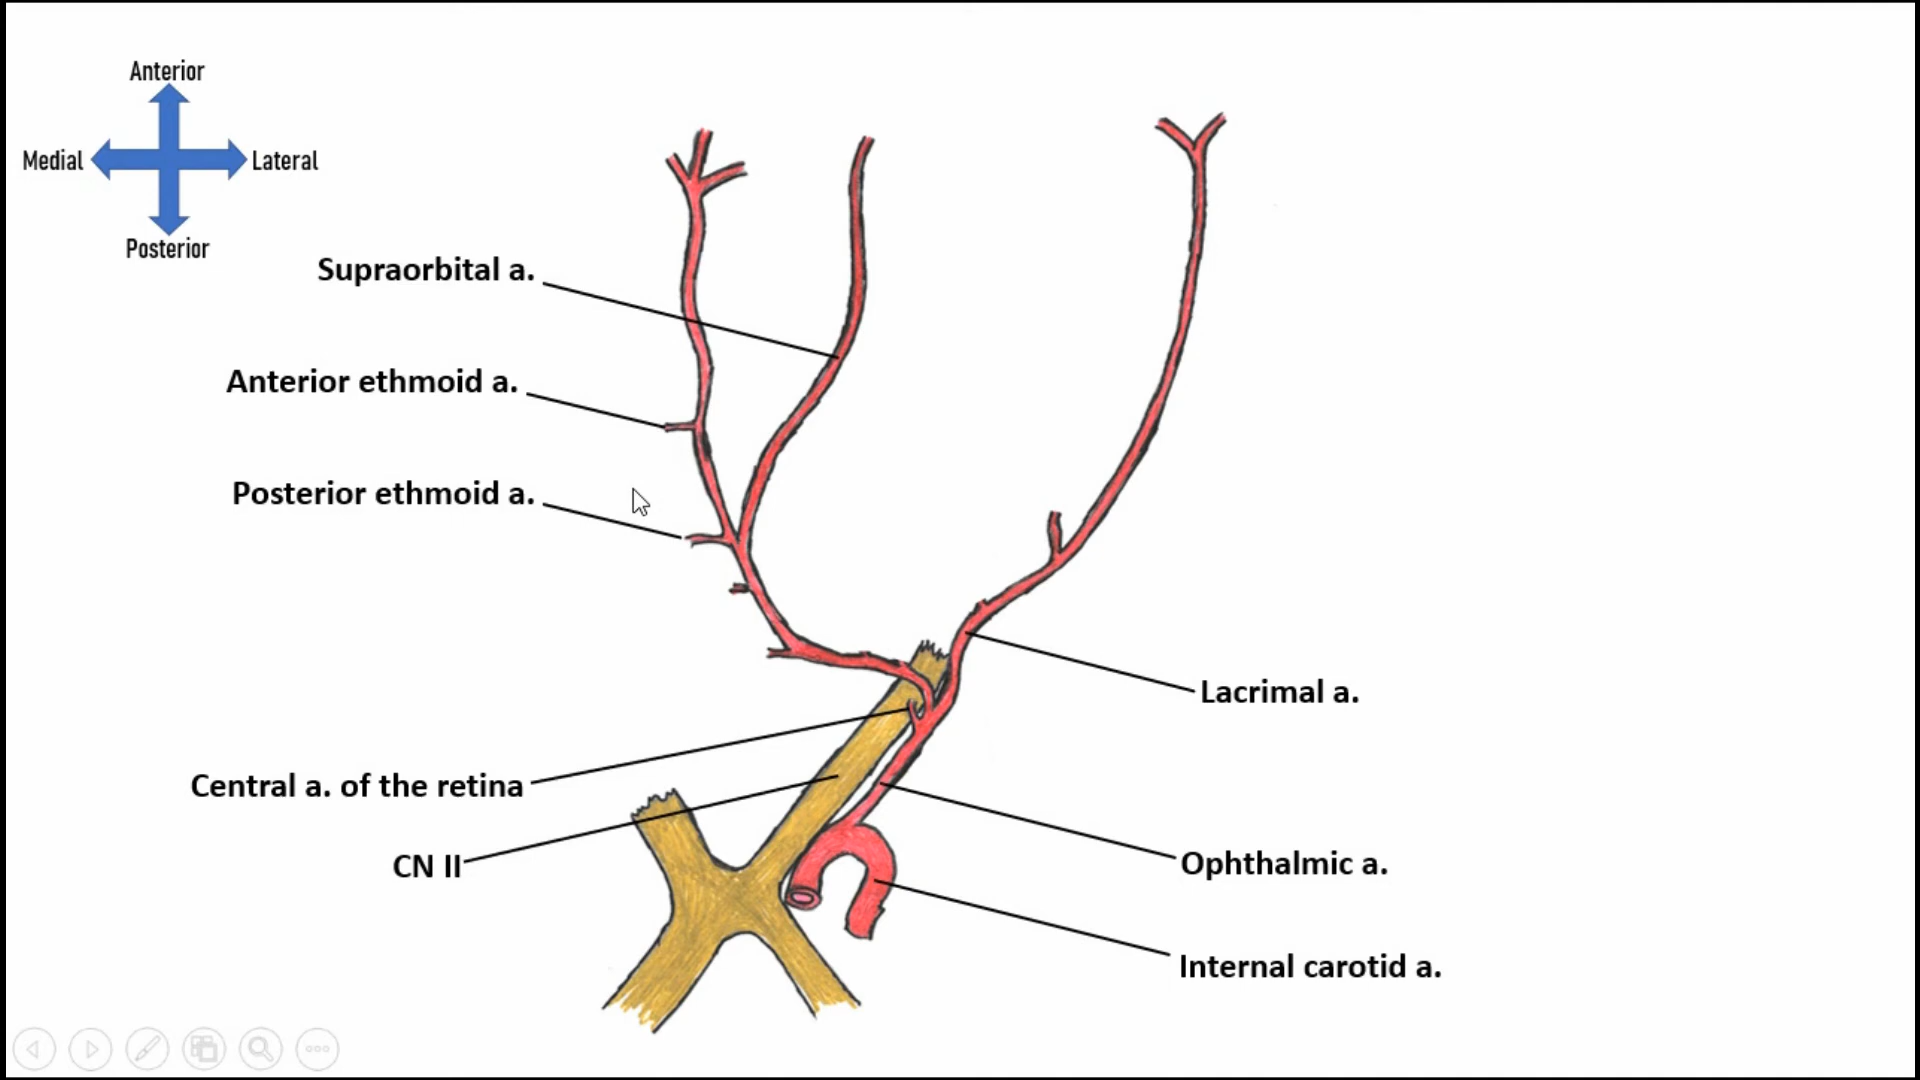 Anterior
Medial
Lateral
Posterior
Supraorbital a.
Anterior ethmoid a.
Posterior ethmoid a.
Lacrimal a.
Central a. of the retina
CN II
Ophthalmic a.
Internal carotid a.